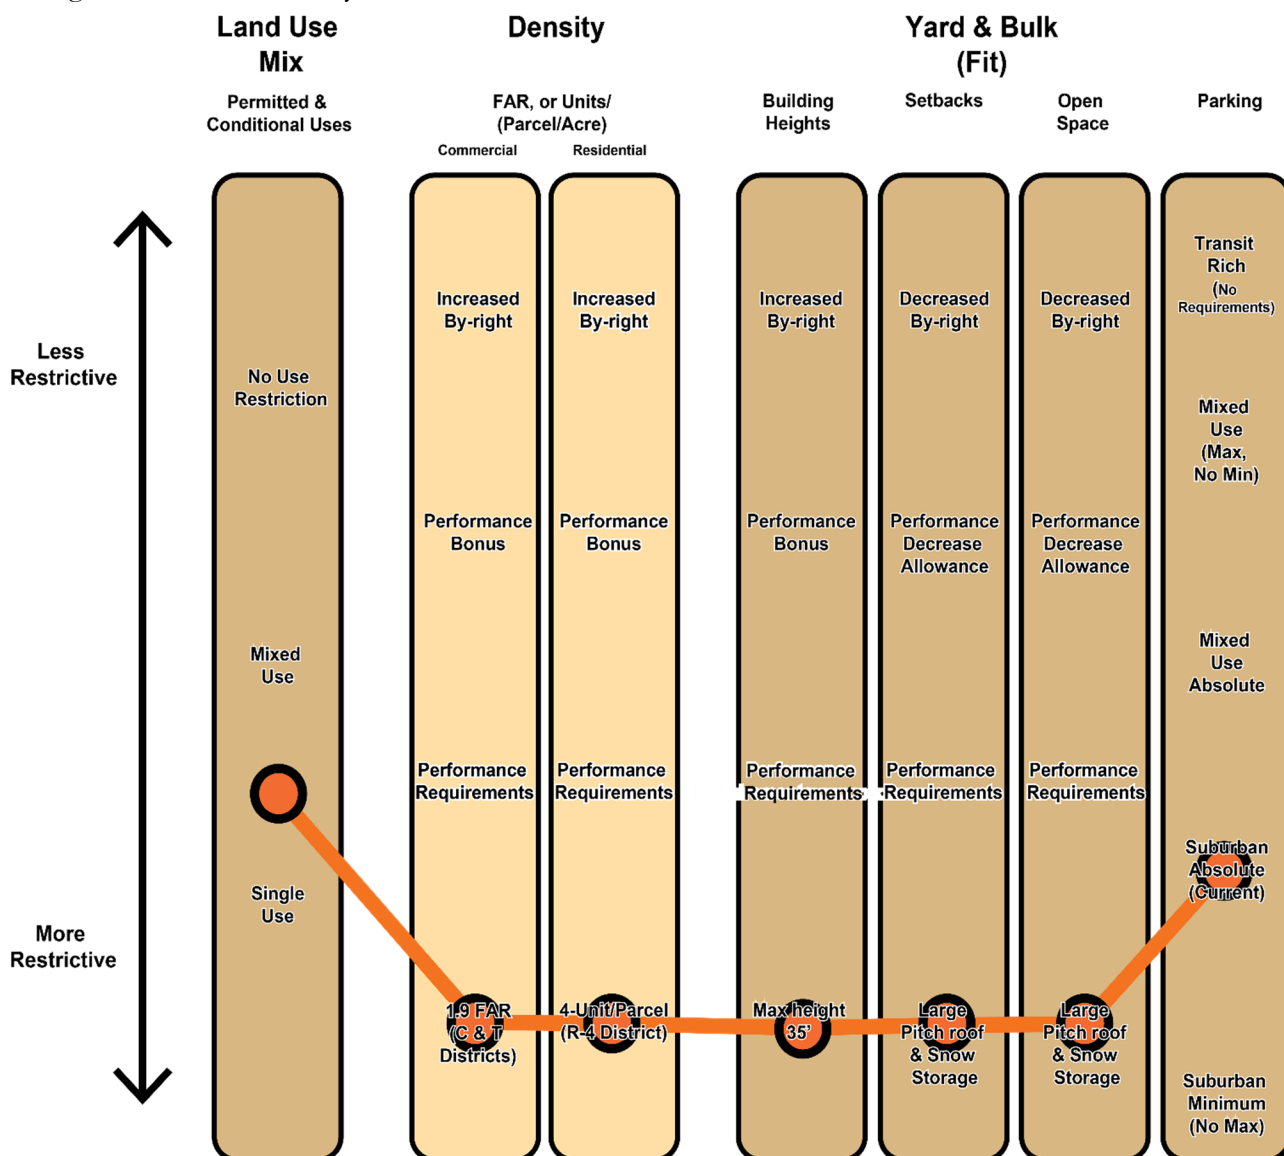 Land Use
Mix
Permitted &
Conditional Uses
Density
FAR, or Units/
(Parcel/Acre)
Commercial
Residential
Yard & Bulk
(Fit)
Building
Heights
Setbacks
Open
Space
Parking
Less
Restrictive
More
Restrictive
No Use
Restriction
Mixed
Use
Single
Use
Increased
By-right
Performance
Bonus
Performance
Requirements
1.9 FAR
(C & T
Districts)
Increased
By-right
Performance
Bonus
Performance
Requirements
4-Unit/Parcel
(R-4 District)
Increased
By-right
Performance
Bonus
Performance
Requirements
Max height
35'
Decreased
By-right
Performance
Decrease
Allowance
Performance
Requirements
Large
Pitch roof
& Snow
Storage
Decreased
By-right
Performance
Decrease
Allowance
Performance
Requirements
Large
Pitch roof
& Snow
Storage
Transit
Rich
(No
Requirements)
Mixed
Use
(Max,
No Min)
Mixed
Use
Absolute
Suburban
Absolute
(Current)
Suburban
Minimum
(No Max)